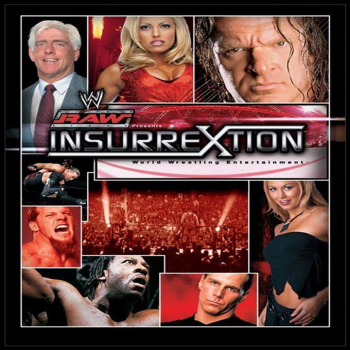 W
RAW
Presents
INSURREXTION
World Wrestling Entertainment